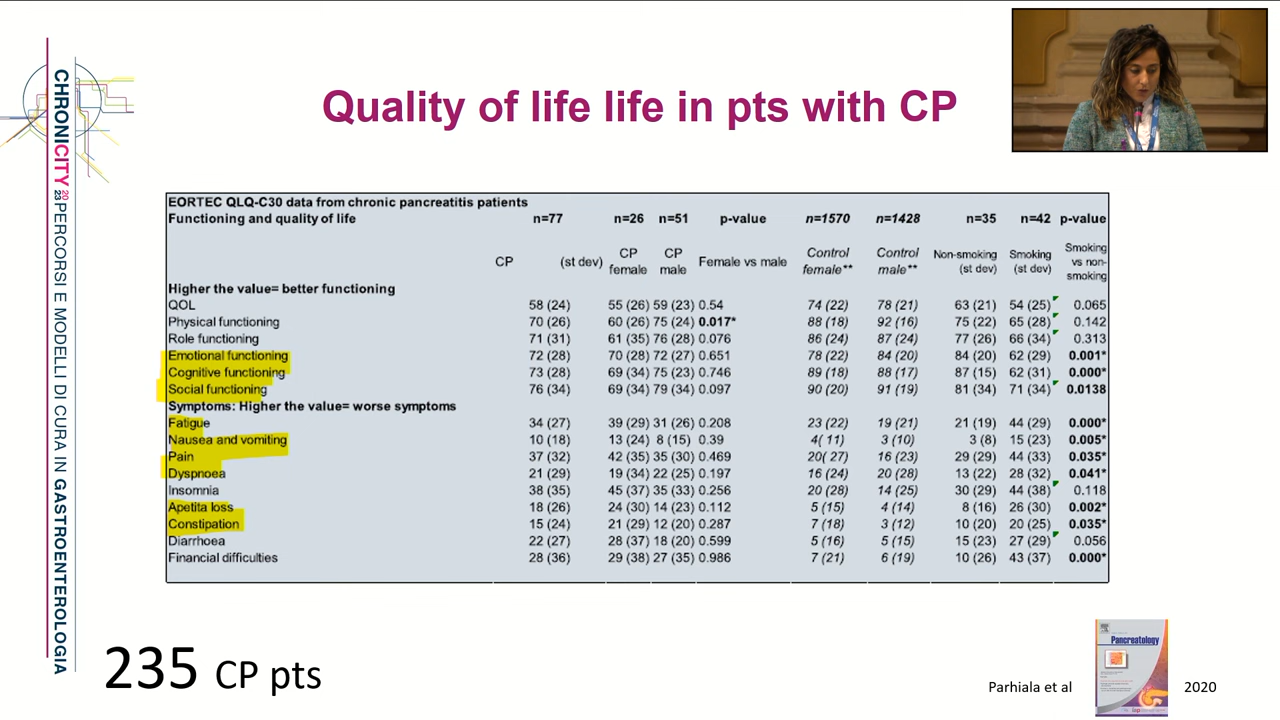 Quality of life life in pts with CP
CHRONICITY 2023 PERCORSI E MODELLI DI CURA IN GASTROENTEROLOGIA
EORTEC QLQ-C30 data from chronic pancreatitis patients
Functioning and quality of life n=77 n=26 n=51 p-value n=1570 n=1428 n=35 n=42 p-value
CP (st dev) CP female CP male Female vs male Control female** Control male** Non-smoking (st dev) Smoking (st dev) Smoking vs non-smoking
Higher the value= better functioning
QOL 58 (24) 55 (26) 59 (23) 0.54 74 (22) 78 (21) 63 (21) 54 (25) 0.065
Physical functioning 70 (26) 60 (26) 75 (24) 0.017* 88 (18) 92 (16) 75 (22) 65 (28) 0.142
Role functioning 71 (31) 61 (35) 76 (28) 0.076 86 (24) 87 (24) 77 (26) 66 (34) 0.313
Emotional functioning 72 (28) 70 (28) 72 (27) 0.651 78 (22) 84 (20) 84 (20) 62 (29) 0.001*
Cognitive functioning 73 (28) 69 (34) 75 (23) 0.746 89 (18) 88 (17) 87 (15) 62 (31) 0.000*
Social functioning 76 (34) 69 (34) 79 (34) 0.097 90 (20) 91 (19) 81 (34) 71 (34) 0.0138
Symptoms: Higher the value= worse symptoms
Fatigue 34 (27) 39 (29) 31 (26) 0.208 23 (22) 19 (21) 21 (19) 44 (29) 0.000*
Nausea and vomiting 10 (18) 13 (24) 8 (15) 0.39 4( 11) 3 (10) 3 (8) 15 (23) 0.005*
Pain 37 (32) 42 (35) 35 (30) 0.469 20( 27) 16 (23) 29 (29) 44 (33) 0.035*
Dyspnoea 21 (29) 19 (34) 22 (25) 0.197 16 (24) 20 (28) 13 (22) 28 (32) 0.041*
Insomnia 38 (35) 45 (37) 35 (33) 0.256 20 (28) 14 (25) 30 (29) 44 (38) 0.118
Apetita loss 18 (26) 24 (30) 14 (23) 0.112 5 (15) 4 (14) 8 (16) 26 (30) 0.002*
Constipation 15 (24) 21 (29) 12 (20) 0.287 7 (18) 3 (12) 10 (20) 20 (25) 0.035*
Diarrhoea 22 (27) 28 (37) 18 (20) 0.599 5 (16) 5 (15) 15 (23) 27 (29) 0.056
Financial difficulties 28 (36) 29 (38) 27 (35) 0.986 7 (21) 6 (19) 10 (26) 43 (37) 0.000*
235 CP pts
Parhiala et al
Pancreatology
2020